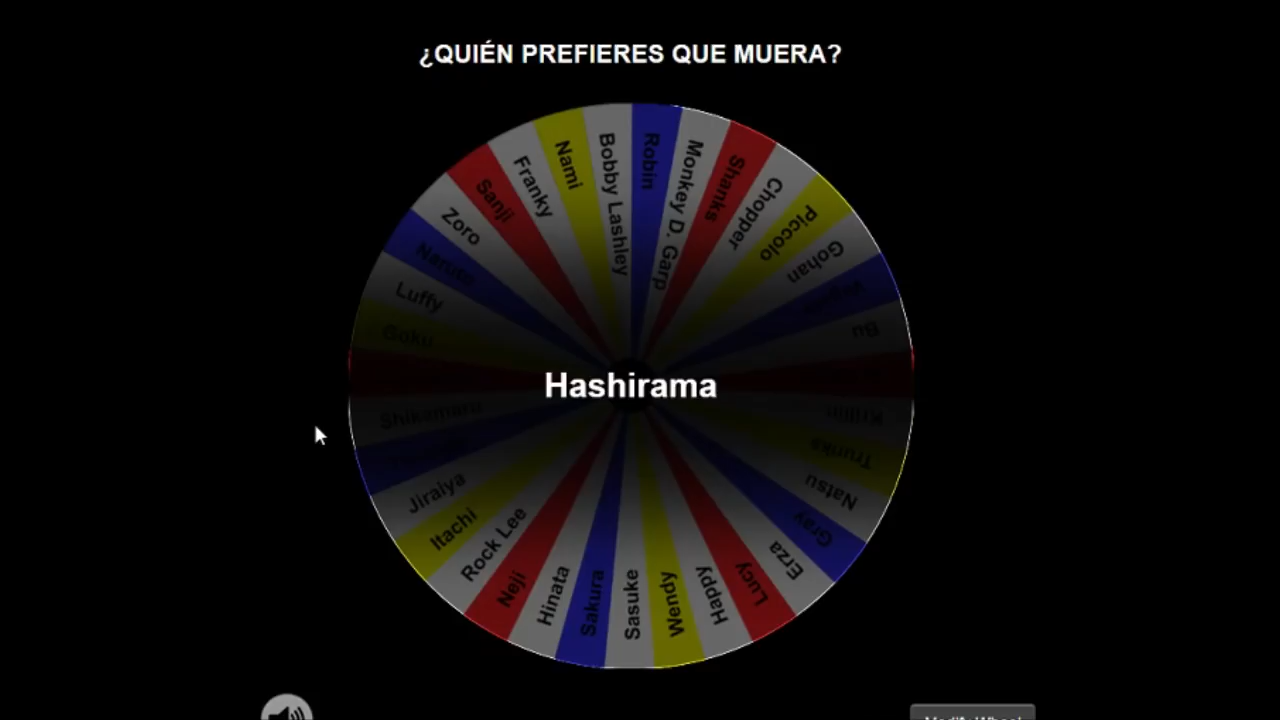 ¿QUIÉN PREFIERES QUE MUERA?
Robin
Monkey D. Garp
Shanks
Chopper
Piccolo
Gohan
Bu
Krillin
Trunks
Natsu
Gray
Erza
Lucy
Happy
Wendy
Sasuke
Sakura
Hinata
Neji
Rock Lee
Itachi
Jiraiya
Shikamaru
Goku
Luffy
Naruto
Zoro
Sanji
Franky
Nami
Bobby Lashley
Hashirama